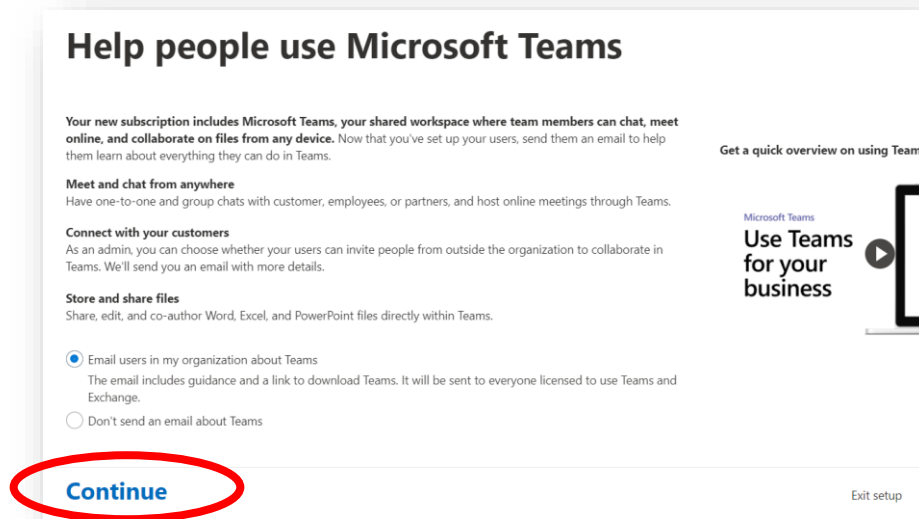 Help people use Microsoft Teams
Your new subscription includes Microsoft Teams, your shared workspace where team members can chat, meet
online, and collaborate on files from any device. Now that you've set up your users, send them an email to help
them learn about everything they can do in Teams.
Meet and chat from anywhere
Have one-to-one and group chats with customer, employees, or partners, and host online meetings through Teams.
Connect with your customers
As an admin, you can choose whether your users can invite people from outside the organization to collaborate in
Teams. We'll send you an email with more details.
Store and share files
Share, edit, and co-author Word, Excel, and PowerPoint files directly within Teams.
Email users in my organization about Teams
The email includes guidance and a link to download Teams. It will be sent to everyone licensed to use Teams and
Exchange.
Don't send an email about Teams
Get a quick overview on using Team
Microsoft Teams
Use Teams
for your
business
Continue
Exit setup